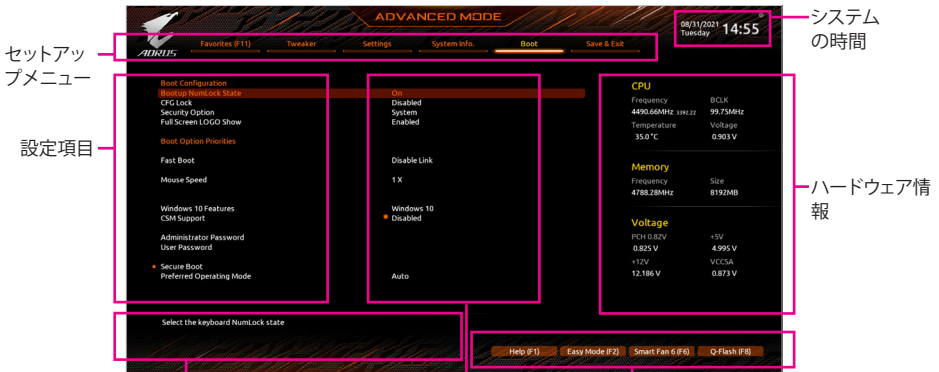 ADVANCED MODE
08/31/2021 14:55
Tuesday
システム
の時間
AORUS
Favorites (F11) Tweaker Settings System Info. Boot Save & Exit
セットアッ
プメニュー
Boot Configuration
Bootup NumLock State On
CFG Lock Disabled
Security Option System
Full Screen LOGO Show Enabled
Boot Option Priorities
Fast Boot Disable Link
Mouse Speed 1 X
Windows 10 Features Windows 10
CSM Support Disabled
Administrator Password
User Password
Secure Boot
Preferred Operating Mode Auto
設定項目
CPU
Frequency BCLK
4490.66MHz 3392.22 99.75MHz
Temperature Voltage
35.0 °C 0.903 V
Memory
Frequency Size
4788.28MHz 8192MB
Voltage
PCH 0.82V +5V
0.825 V 4.995 V
+12V VCCSA
12.186 V 0.873 V
ハードウェア情
報
Select the keyboard NumLock state
Help (F1) Easy Mode (F2) Smart Fan 6 (F6) Q-Flash (F8)